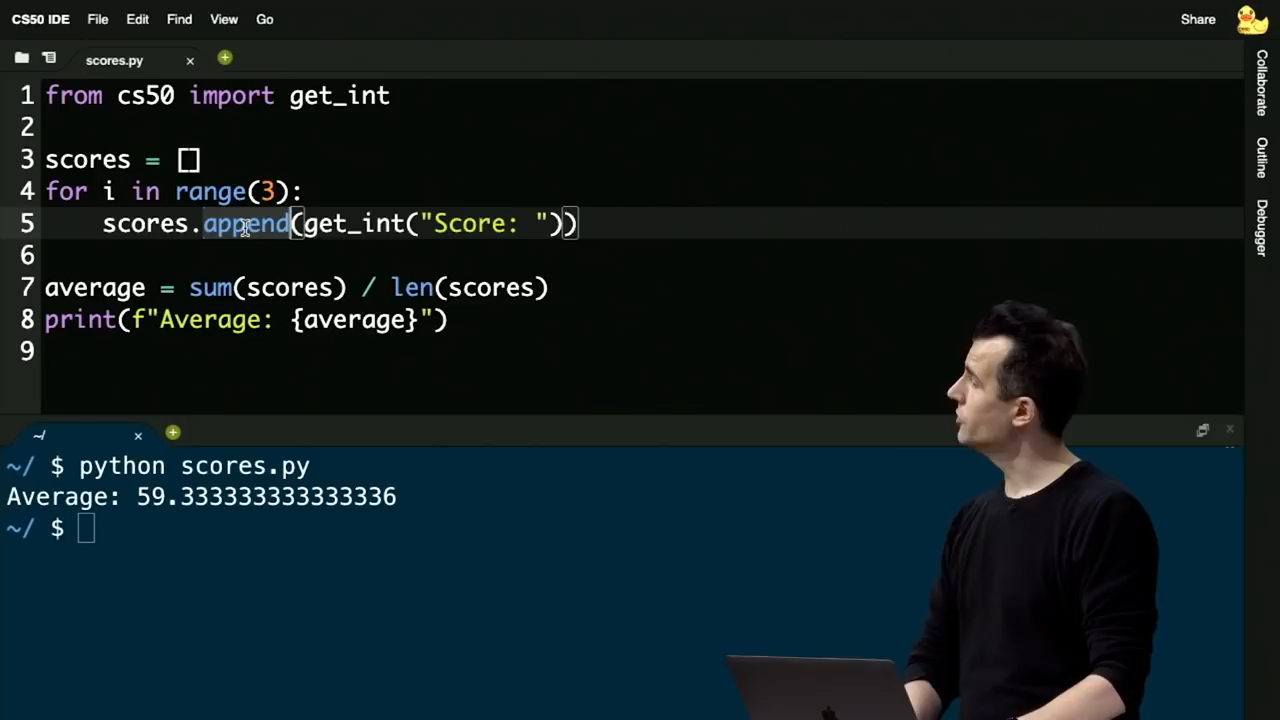 CS50 IDE File Edit Find View Go Share
scores.py
1 from cs50 import get_int
2
3 scores = []
4 for i in range(3):
5     scores.append(get_int("Score: "))
6
7 average = sum(scores) / len(scores)
8 print(f"Average: {average}")
9
~/
~/ $ python scores.py
Average: 59.333333333333336
~/ $
Collaborate
Outline
Debugger